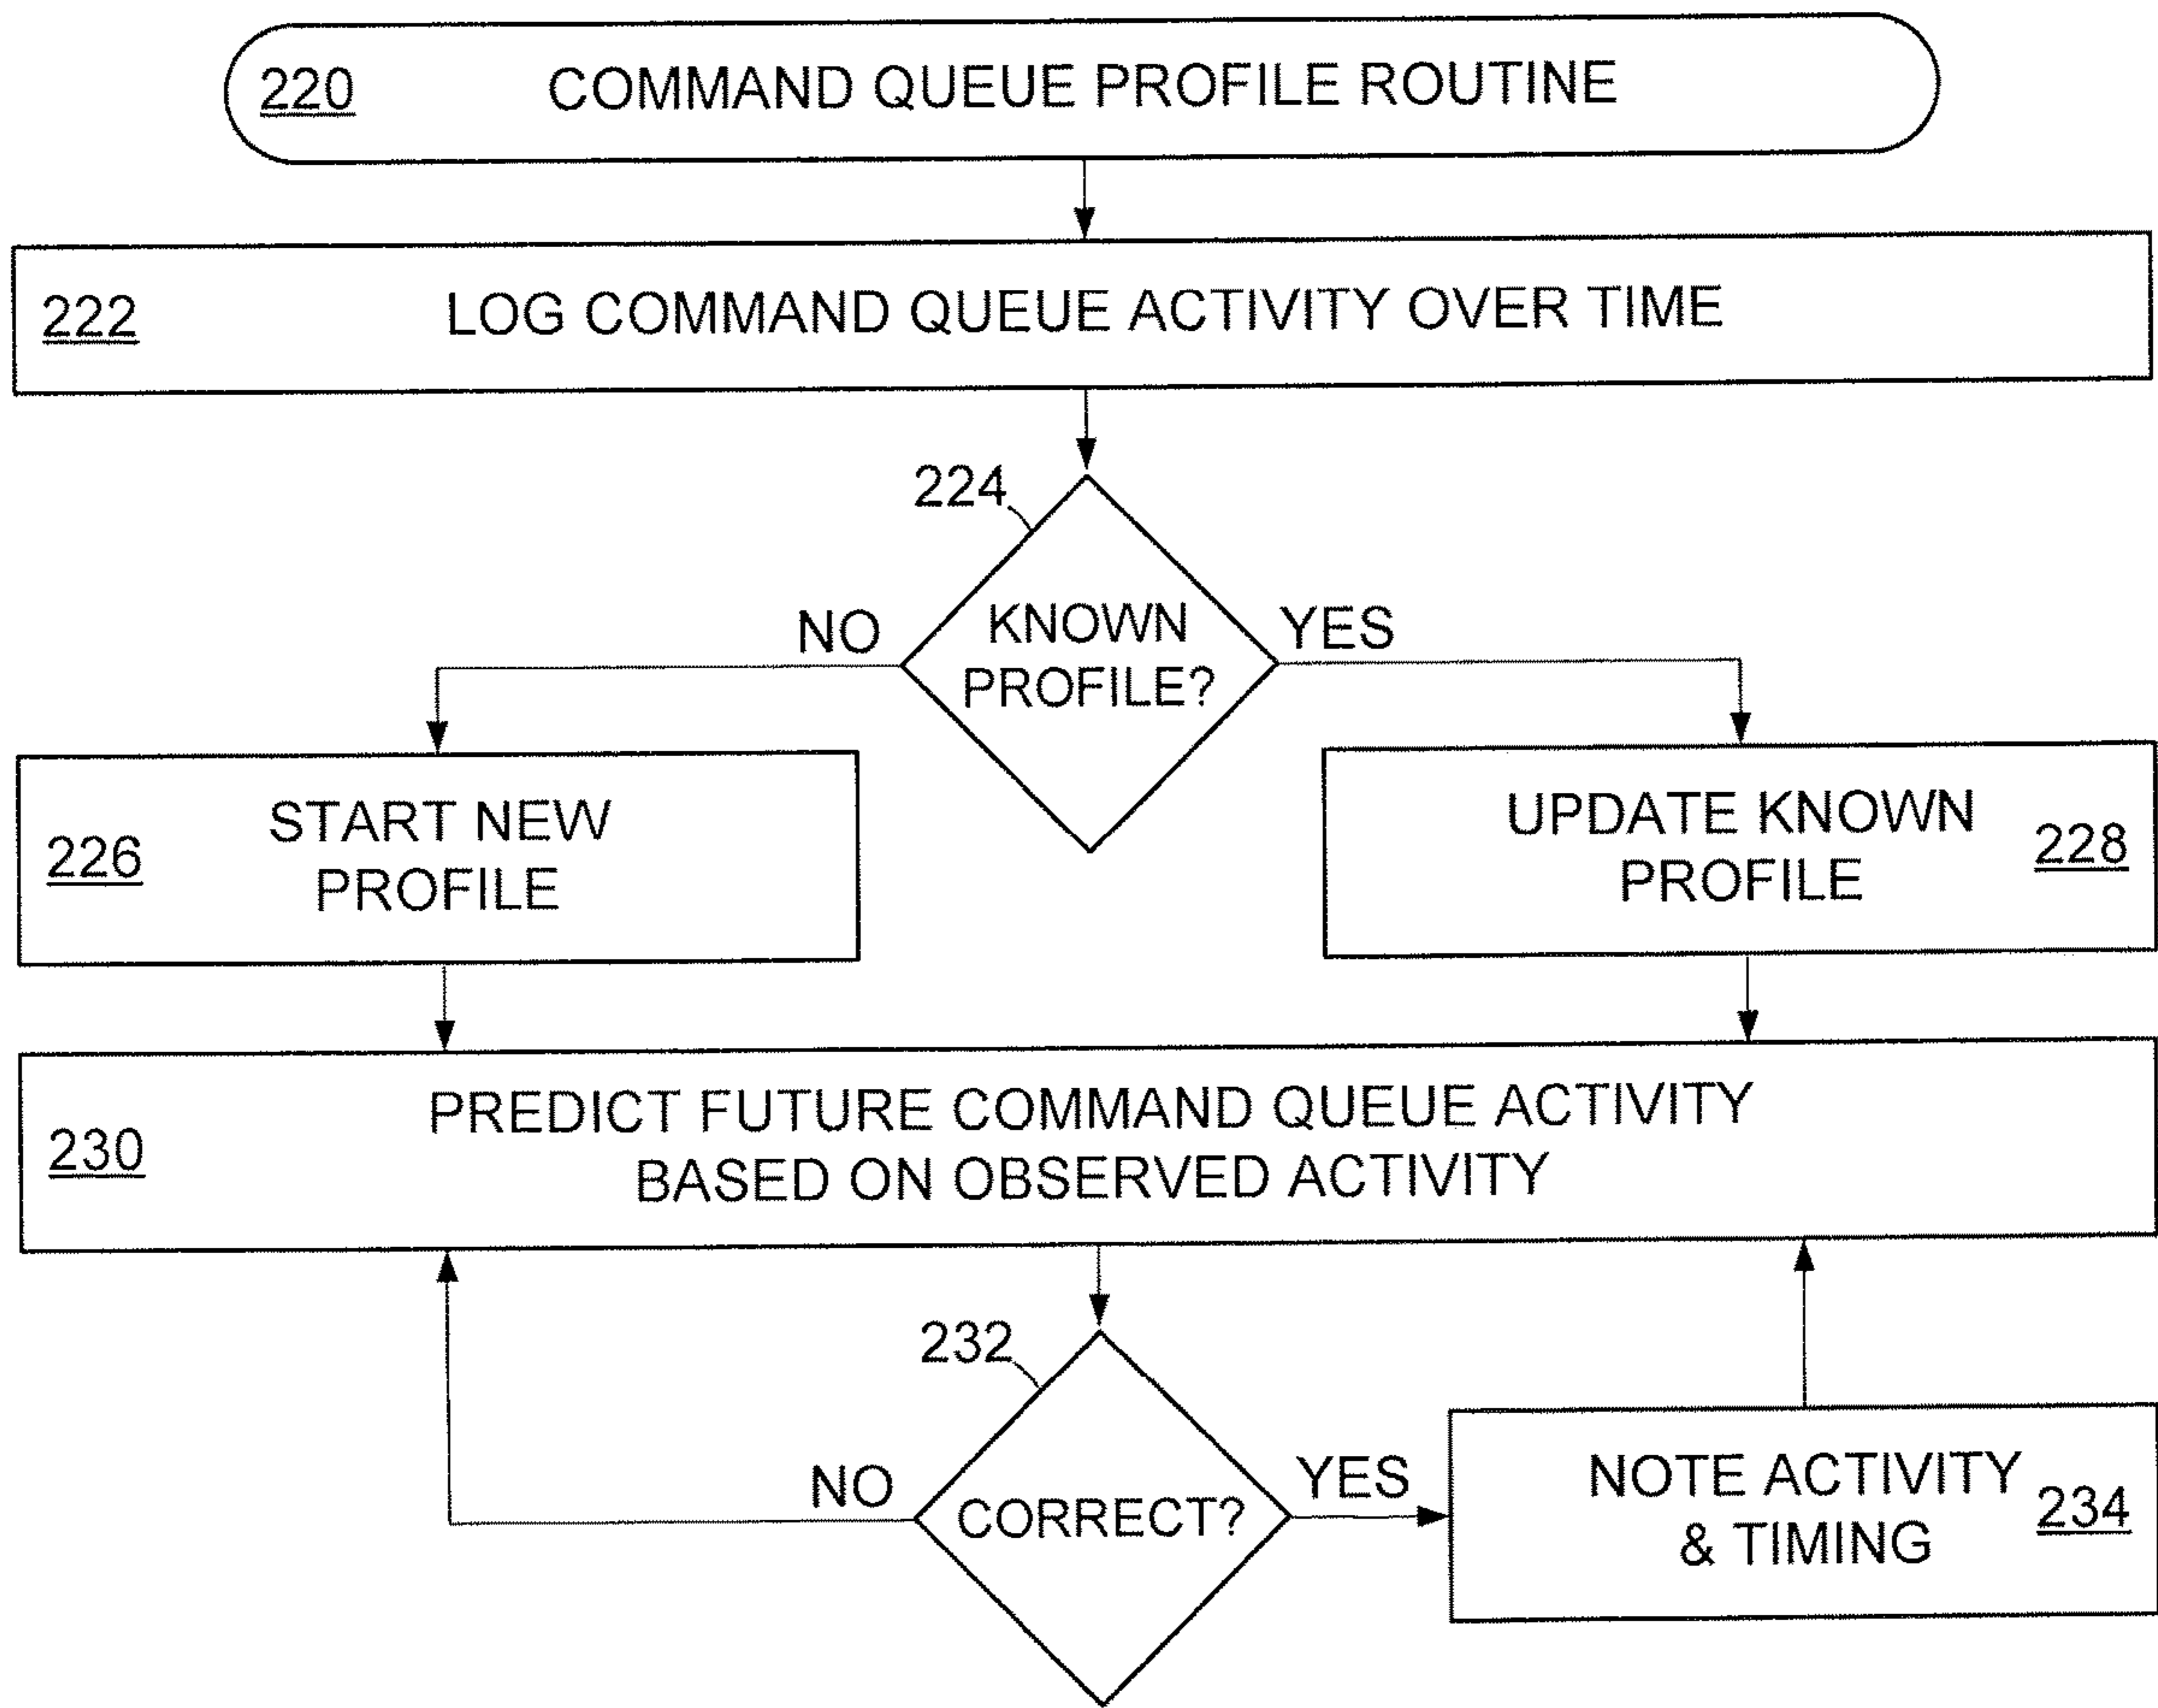 220 COMMAND QUEUE PROFILE ROUTINE
222 LOG COMMAND QUEUE ACTIVITY OVER TIME
224
NO
KNOWN
PROFILE?
YES
226
START NEW
PROFILE
UPDATE KNOWN
PROFILE
228
230
PREDICT FUTURE COMMAND QUEUE ACTIVITY
BASED ON OBSERVED ACTIVITY
232
NO
CORRECT?
YES
NOTE ACTIVITY
& TIMING
234